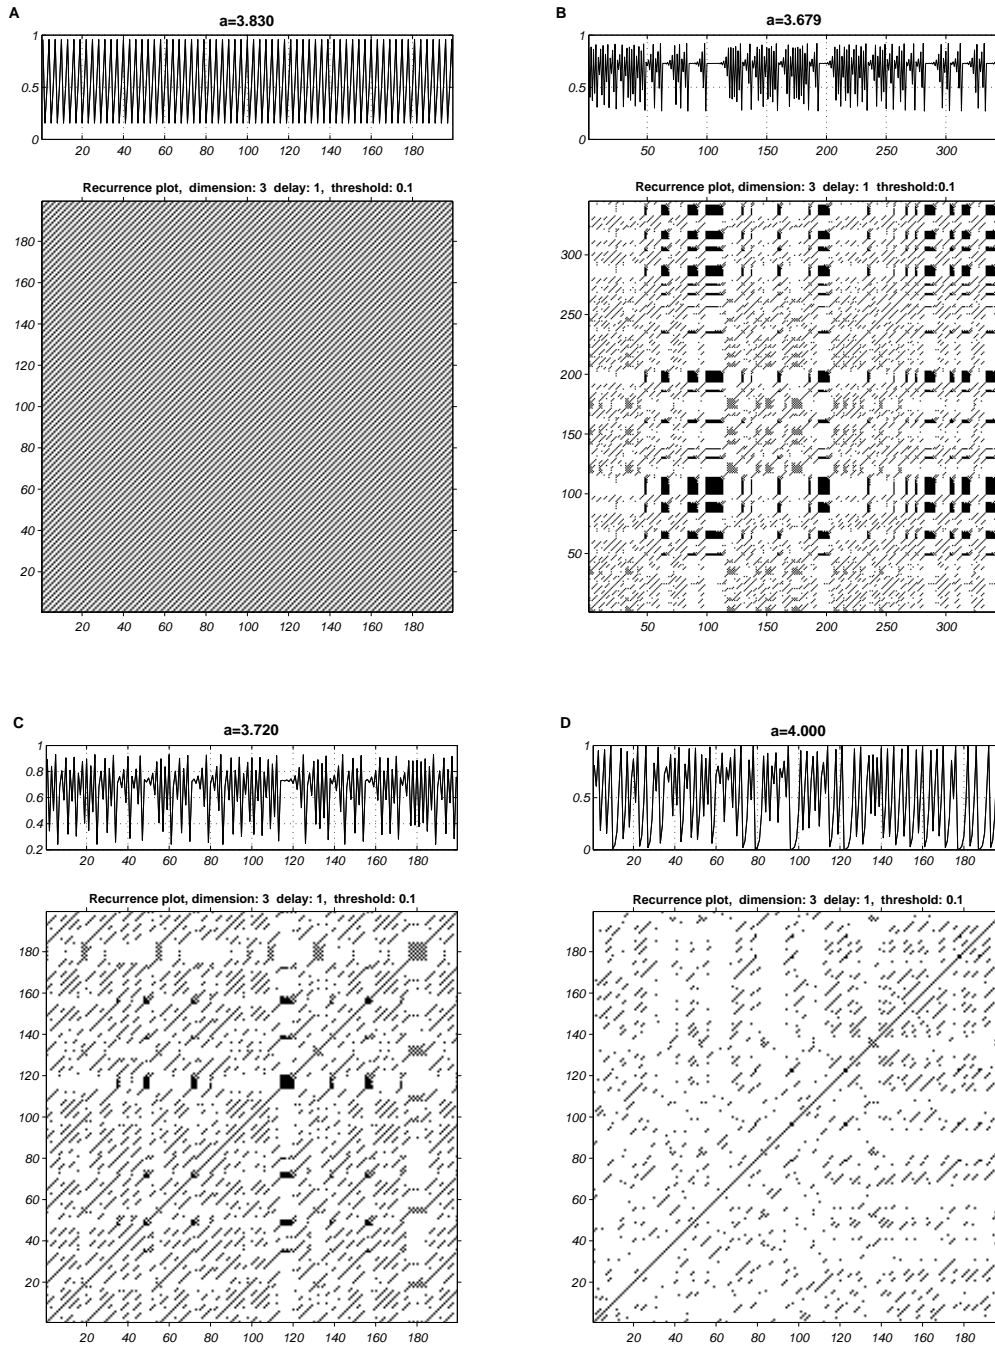 A
a=3.830
1
0.5
0
20 40 60 80 100 120 140 160 180
Recurrence plot, dimension: 3 delay: 1, threshold: 0.1
180
160
140
120
100
80
60
40
20
20 40 60 80 100 120 140 160 180
B
a=3.679
1
0.5
0
50 100 150 200 250 300
Recurrence plot, dimension: 3 delay: 1 threshold:0.1
300
250
200
150
100
50
50 100 150 200 250 300
C
a=3.720
1
0.8
0.6
0.4
0.2
20 40 60 80 100 120 140 160 180
Recurrence plot, dimension: 3 delay: 1, threshold: 0.1
180
160
140
120
100
80
60
40
20
20 40 60 80 100 120 140 160 180
D
a=4.000
1
0.5
0
20 40 60 80 100 120 140 160 180
Recurrence plot, dimension: 3 delay: 1, threshold: 0.1
180
160
140
120
100
80
60
40
20
20 40 60 80 100 120 140 160 180